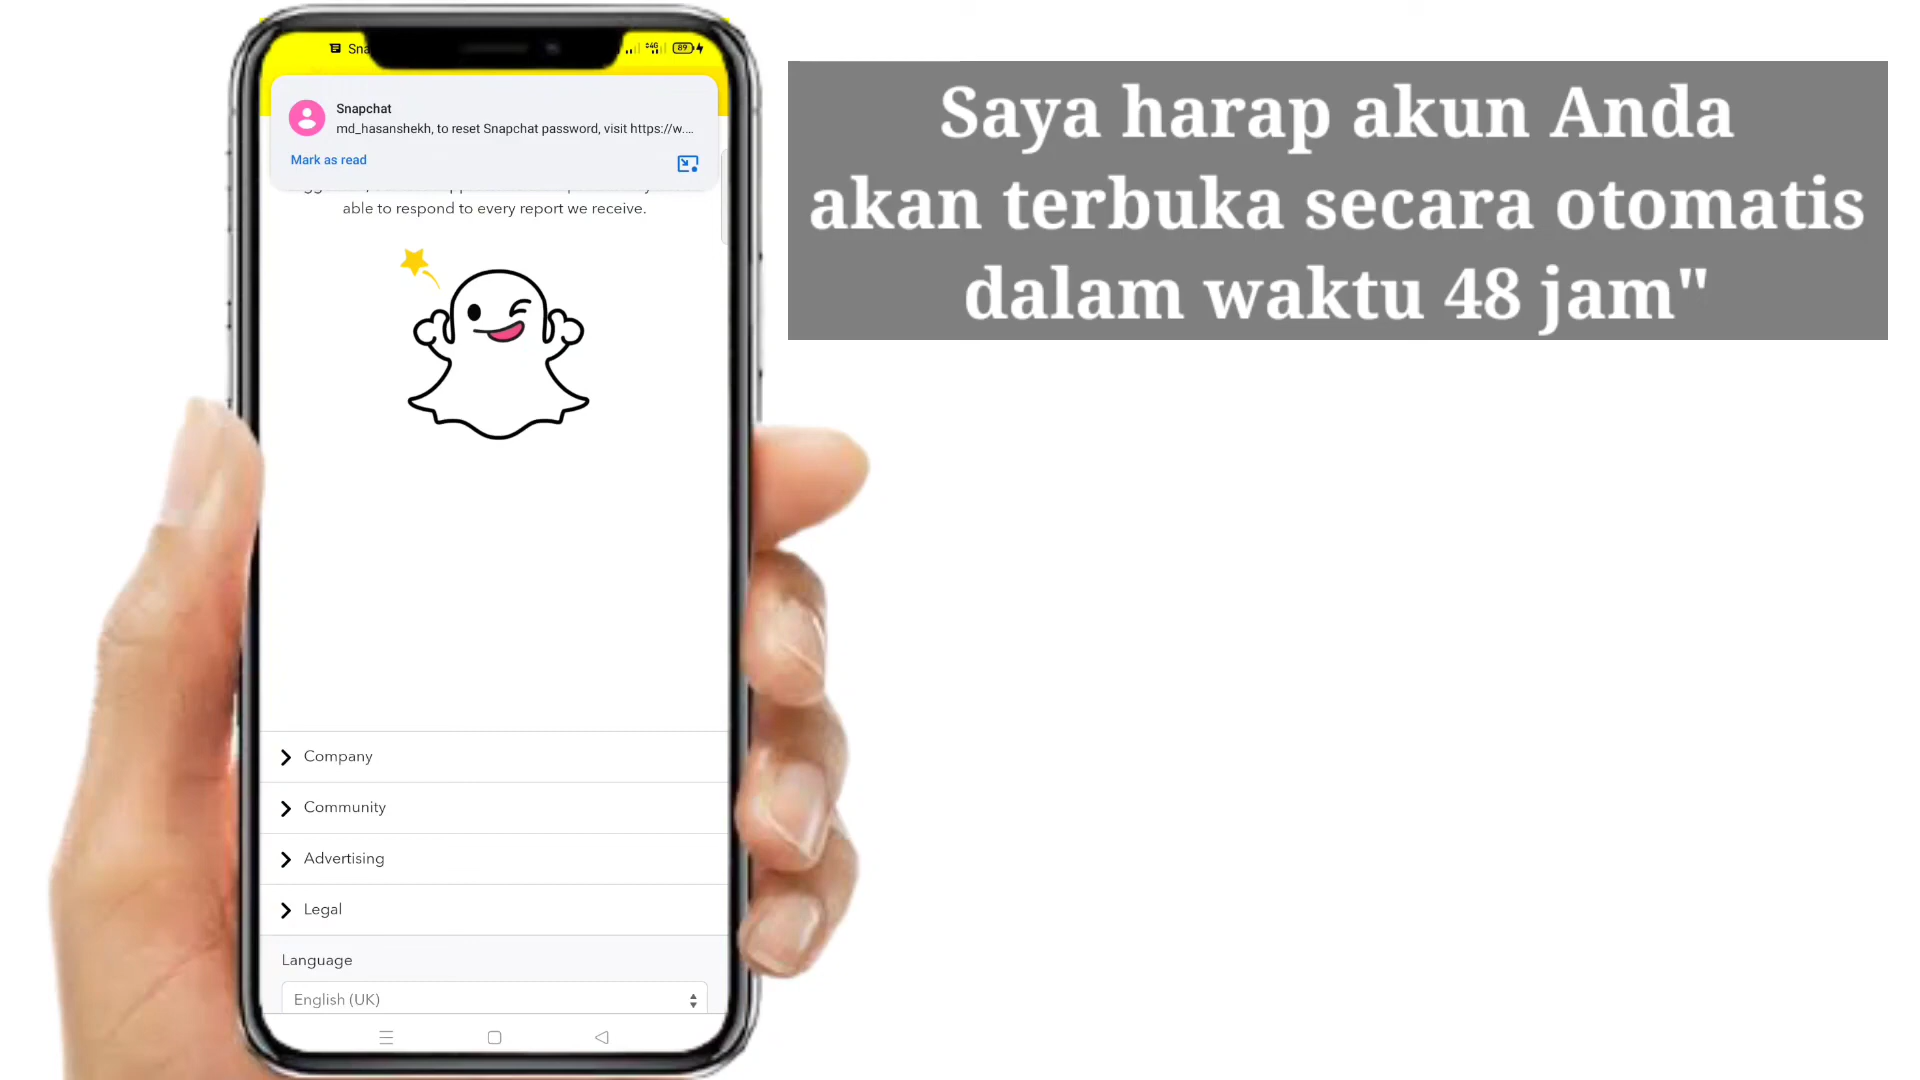 Sna
89
Snapchat
md_hasanshekh, to reset Snapchat password, visit https://w....
Mark as read
able to respond to every report we receive.
Company
Community
Advertising
Legal
Language
English (UK)
Saya harap akun Anda
akan terbuka secara otomatis
dalam waktu 48 jam"